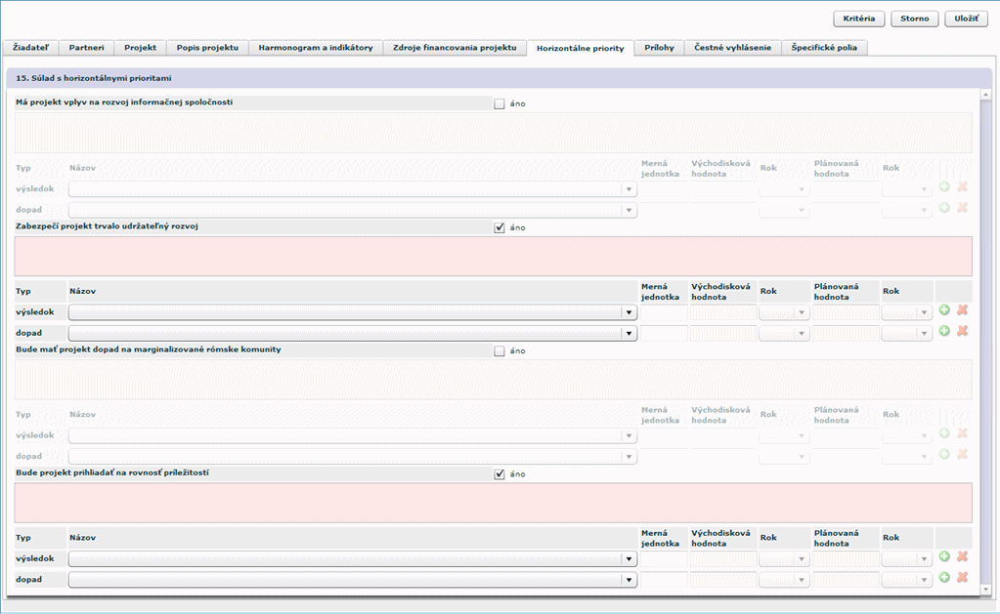 Kritéria Storno Uložiť
Žiadateľ Partneri Projekt Popis projektu Harmonogram a indikátory Zdroje financovania projektu Horizontálne priority Prílohy Čestné vyhlásenie Špecifické polia
15. Súlad s horizontálnymi prioritami
Má projekt vplyv na rozvoj informačnej spoločnosti áno
Typ Názov Merná jednotka Východisková hodnota Rok Plánovaná hodnota Rok
výsledok
dopad
Zabezpečí projekt trvalo udržateľný rozvoj áno
Typ Názov Merná jednotka Východisková hodnota Rok Plánovaná hodnota Rok
výsledok
dopad
Bude mať projekt dopad na marginalizované rómske komunity áno
Typ Názov Merná jednotka Východisková hodnota Rok Plánovaná hodnota Rok
výsledok
dopad
Bude projekt prihliadať na rovnosť príležitostí áno
Typ Názov Merná jednotka Východisková hodnota Rok Plánovaná hodnota Rok
výsledok
dopad